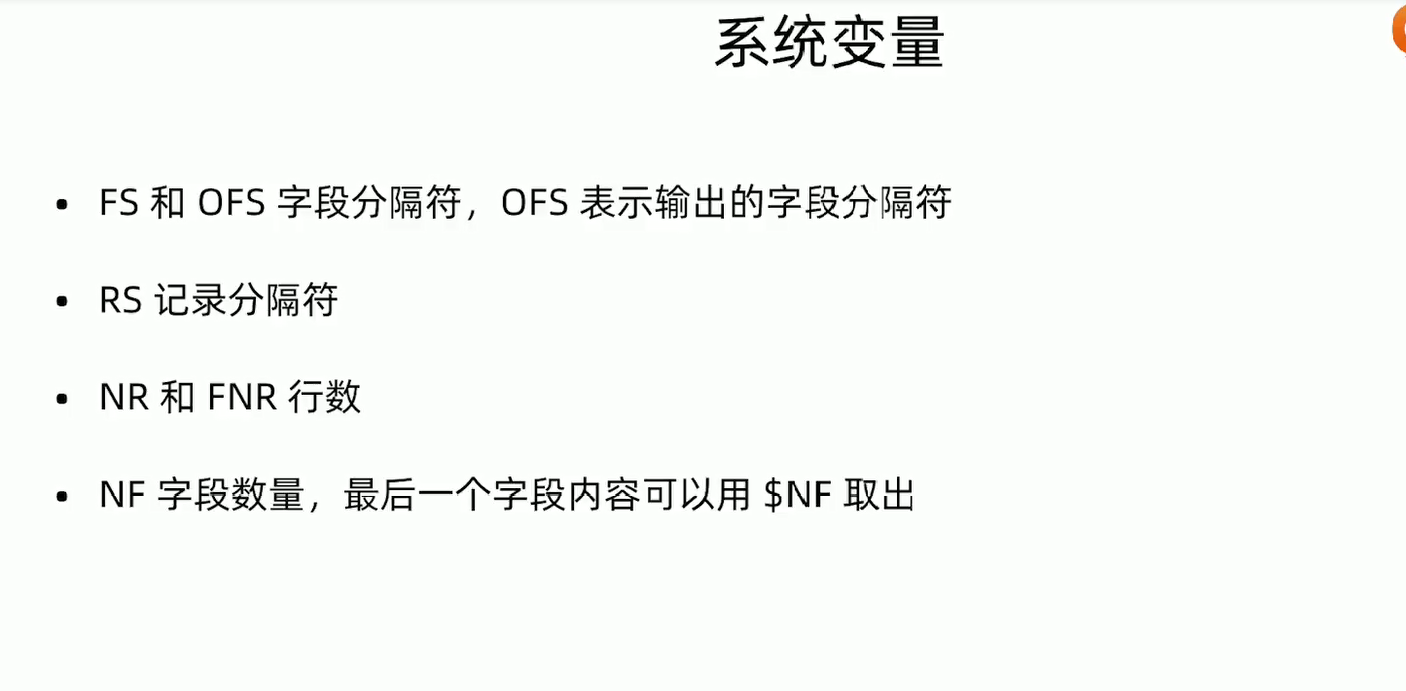 系统变量
• FS 和 OFS 字段分隔符，OFS 表示输出的字段分隔符
• RS 记录分隔符
• NR 和 FNR 行数
• NF 字段数量，最后一个字段内容可以用 $NF 取出